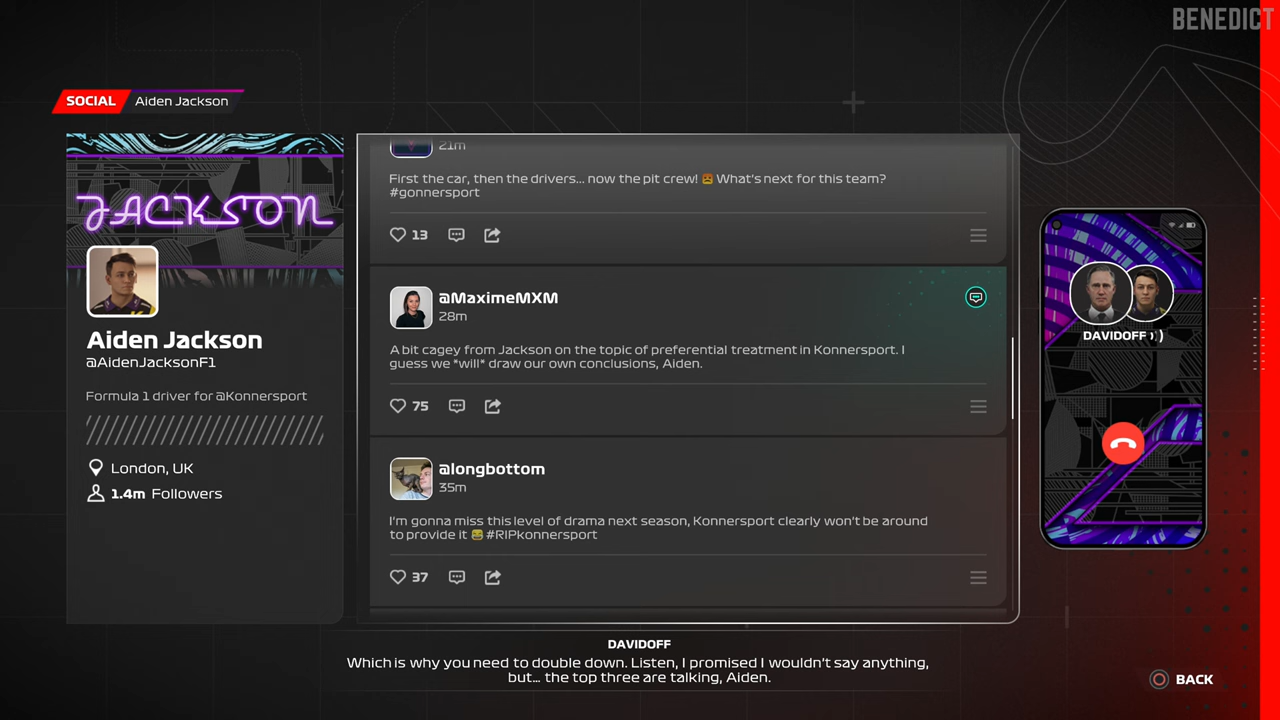 BENEDICT
SOCIAL Aiden Jackson
JACKSON
Aiden Jackson
@AidenJacksonF1
Formula 1 driver for @Konnersport
London, UK
1.4m Followers
21m
First the car, then the drivers... now the pit crew! 😡 What's next for this team?
#gonnersport
13
@MaximeMXM
28m
A bit cagey from Jackson on the topic of preferential treatment in Konnersport. I
guess we *will* draw our own conclusions, Aiden.
75
@longbottom
35m
I'm gonna miss this level of drama next season, Konnersport clearly won't be around
to provide it 😂 #RIPkonnersport
37
DAVIDOFF
DAVIDOFF
Which is why you need to double down. Listen, I promised I wouldn't say anything,
but... the top three are talking, Aiden.
BACK